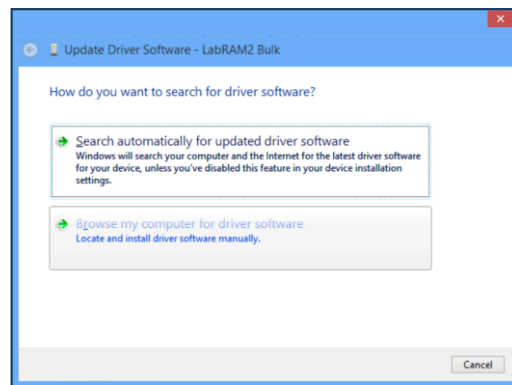 Update Driver Software - LabRAM2 Bulk
How do you want to search for driver software?
Search automatically for updated driver software
Windows will search your computer and the Internet for the latest driver software
for your device, unless you've disabled this feature in your device installation
settings.
Browse my computer for driver software
Locate and install driver software manually.
Cancel